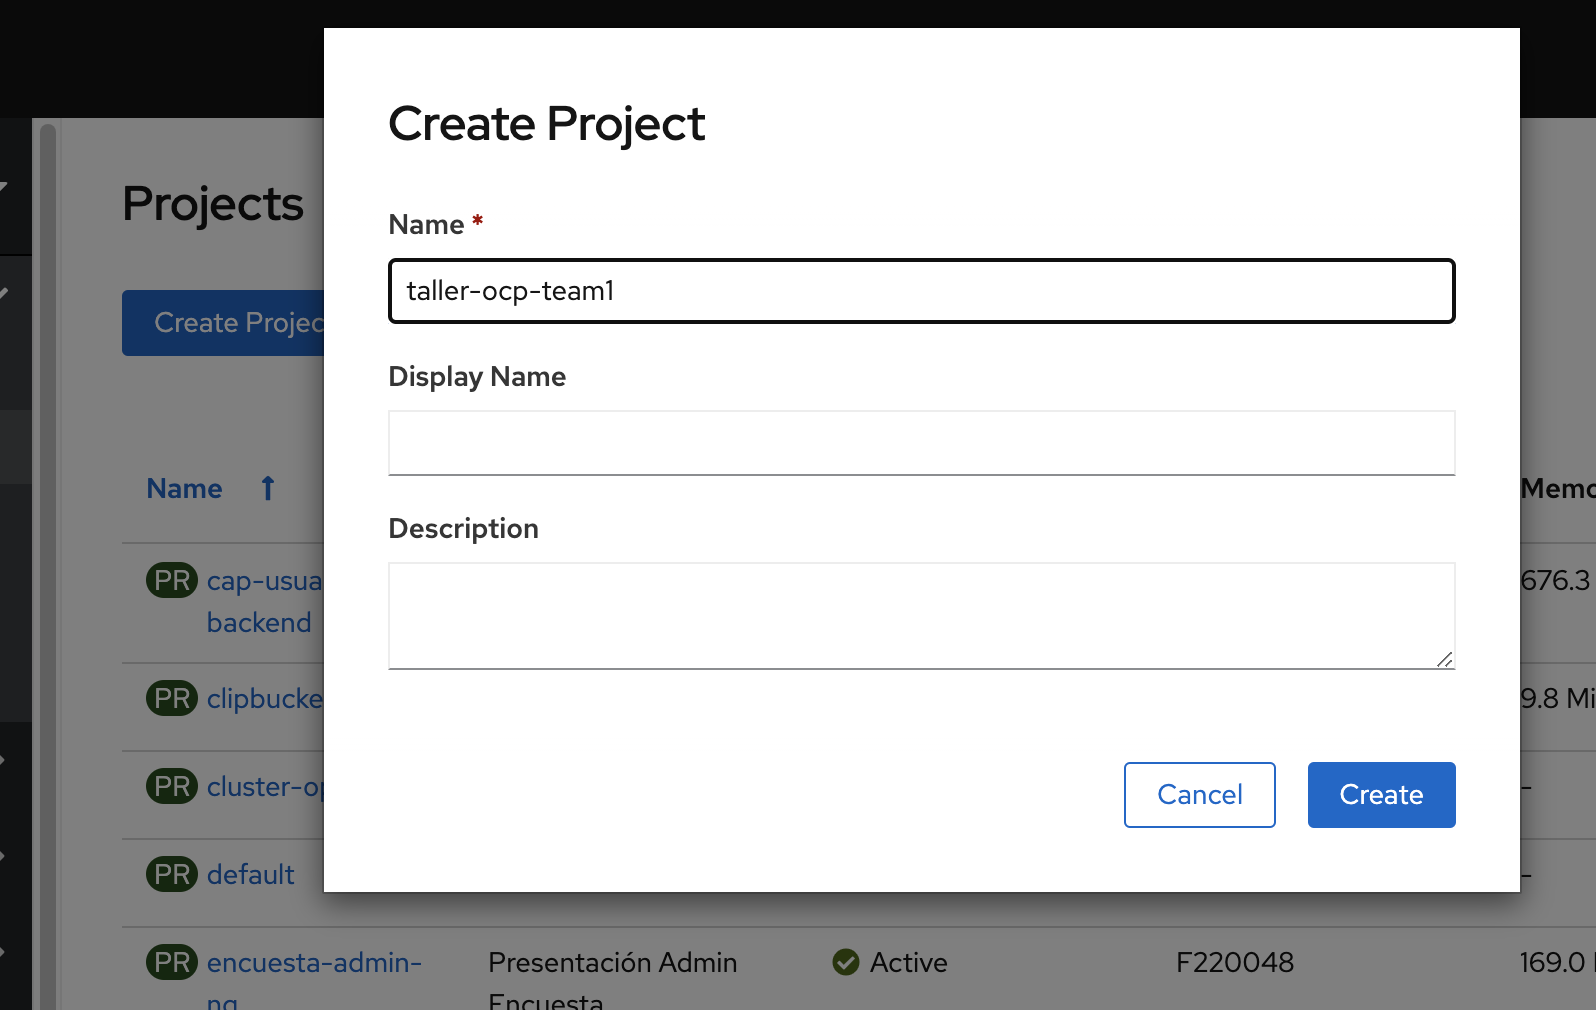 Create Project
Name *
taller-ocp-team1
Display Name
Description
Cancel
Create
Projects
Create Projec
Name ↑
Memo
PR cap-usua
backend
676.3
PR clipbucke
9.8 Mi
PR cluster-op
-
PR default
-
PR encuesta-admin-
ng
Presentación Admin
Encuesta
Active
F220048
169.0